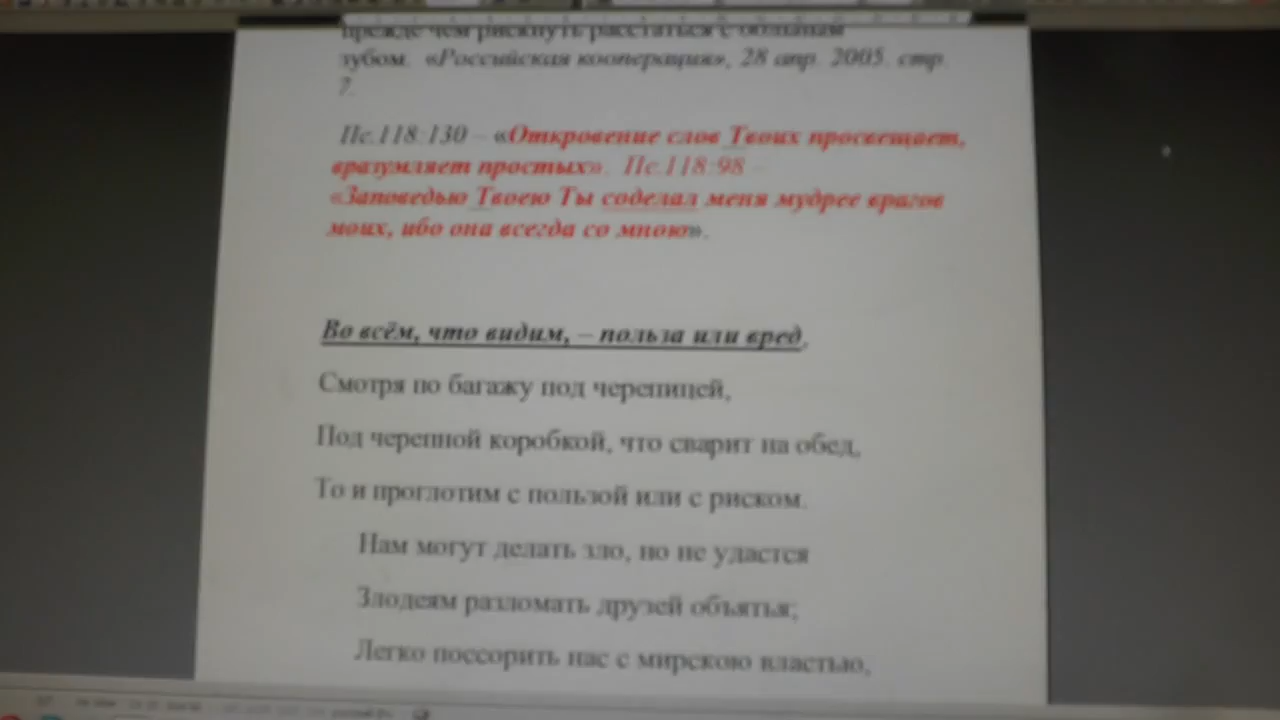 прежде чем рискнуть расстаться с больным
зубом. «Российская кооперация», 28 апр. 2005. стр.
7.
Пс.118:130 – «Откровение слов Твоих просвещает,
вразумляет простых». Пс.118:98 –
«Заповедью Твоею Ты соделал меня мудрее врагов
моих, ибо она всегда со мною».
Во всём, что видим, – польза или вред.
Смотря по багажу под черепицей,
Под черепной коробкой, что сварит на обед,
То и проглотим с пользой или с риском.
Нам могут делать зло, но не удастся
Злодеям разломать друзей объятья;
Легко поссорить нас с мирскою властью,